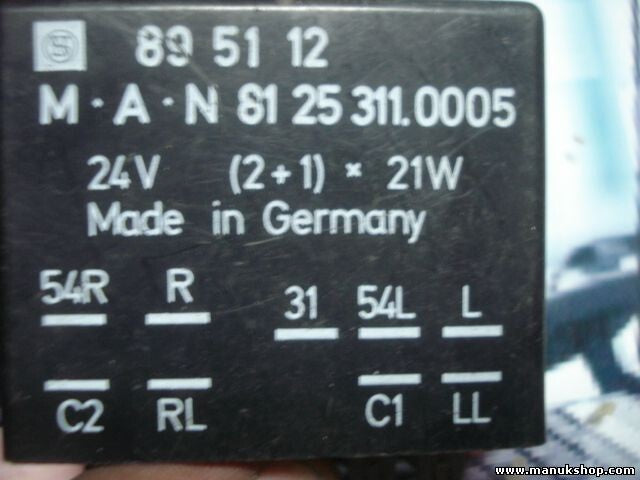 89 51 12
M·A·N 81 25 311.0005
24V (2+1) × 21W
Made in Germany
54R R 31 54L L
C2 RL C1 LL
www.manukshop.com